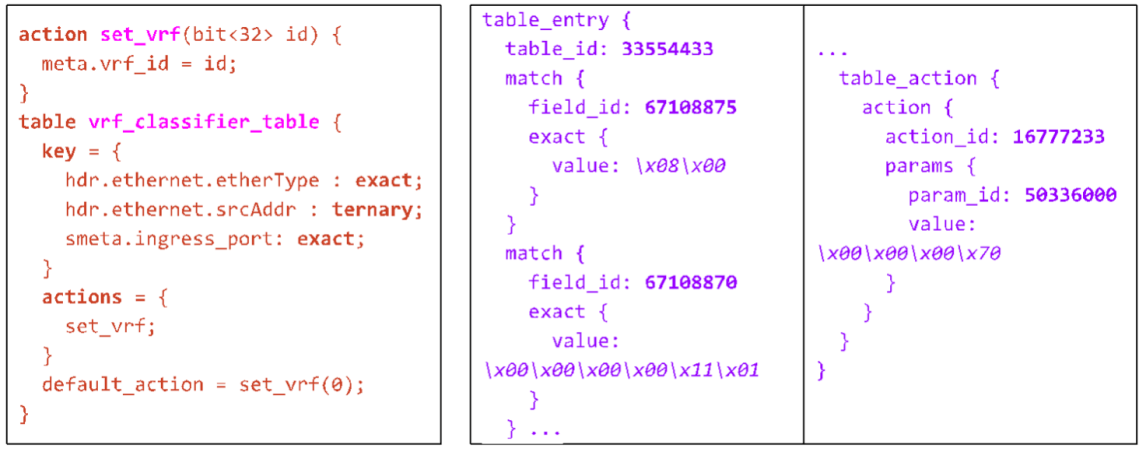 action set_vrf(bit<32> id) {
meta.vrf_id = id;
}
table vrf_classifier_table {
key = {
hdr.ethernet.etherType : exact;
hdr.ethernet.srcAddr : ternary;
smeta.ingress_port: exact;
}
actions = {
set_vrf;
}
default_action = set_vrf(0);
}
table_entry {
table_id: 33554433
match {
field_id: 67108875
exact {
value: \x08\x00
}
}
match {
field_id: 67108870
exact {
value:
\x00\x00\x00\x00\x11\x01
}
} ...
...
table_action {
action {
action_id: 16777233
params {
param_id: 50336000
value:
\x00\x00\x00\x70
}
}
}
}